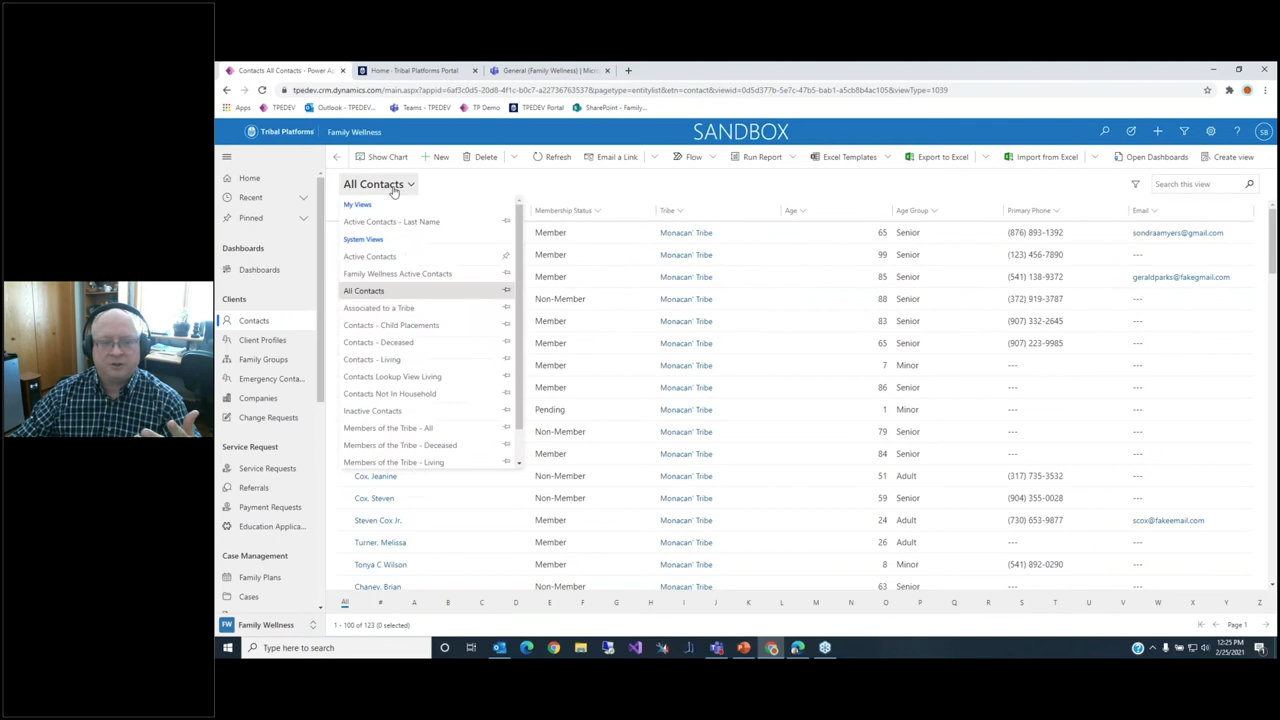 Contacts All Contacts - Power Ap
Home · Tribal Platforms Portal
General (Family Wellness) | Micr
tpedev.crm.dynamics.com/main.aspx?appid=6af3c0d5-20d8-4f1c-b0c7-a22736763537&pagetype=entitylist&etn=contact&viewid=0d5d377b-5e7c-47b5-bab1-a5cb8b4ac105&viewType=1039
Apps TPEDEV Outlook - TPEDEV... Teams - TPEDEV TP Demo TPEDEV Portal SharePoint - Family...
Tribal Platforms Family Wellness SANDBOX SB
Show Chart New Delete Refresh Email a Link Flow Run Report Excel Templates Export to Excel Import from Excel Open Dashboards Create view
Home
Recent
Pinned
Dashboards
Dashboards
Clients
Contacts
Client Profiles
Family Groups
Emergency Conta...
Companies
Change Requests
Service Request
Service Requests
Referrals
Payment Requests
Education Applica...
Case Management
Family Plans
Cases
FW Family Wellness
All Contacts
Search this view
My Views
Active Contacts - Last Name
System Views
Active Contacts
Family Wellness Active Contacts
All Contacts
Associated to a Tribe
Contacts - Child Placements
Contacts - Deceased
Contacts - Living
Contacts Lookup View Living
Contacts Not In Household
Inactive Contacts
Members of the Tribe - All
Members of the Tribe - Deceased
Members of the Tribe - Living
Membership Status Tribe Age Age Group Primary Phone Email
Member Monacan' Tribe 65 Senior (876) 893-1392 sondraamyers@gmail.com
Member Monacan' Tribe 99 Senior (123) 456-7890 ---
Member Monacan' Tribe 85 Senior (541) 138-9372 geraldparks@fakegmail.com
Non-Member Monacan' Tribe 88 Senior (372) 919-3787 ---
Member Monacan' Tribe 83 Senior (907) 332-2645 ---
Member Monacan' Tribe 65 Senior (907) 223-9985 ---
Member Monacan' Tribe 7 Minor --- ---
Member Monacan' Tribe 86 Senior --- ---
Pending Monacan' Tribe 1 Minor --- ---
Non-Member Monacan' Tribe 79 Senior --- ---
Member Monacan' Tribe 84 Senior --- ---
Cox, Jeanine Non-Member Monacan' Tribe 51 Adult (317) 735-3532 ---
Cox, Steven Non-Member Monacan' Tribe 59 Senior (904) 355-0028 ---
Steven Cox Jr. Member Monacan' Tribe 24 Adult (730) 653-9877 scox@fakeemail.com
Turner, Melissa Member Monacan' Tribe 26 Adult --- ---
Tonya C Wilson Member Monacan' Tribe 8 Minor (541) 892-0290 ---
Chaney, Brian Non-Member Monacan' Tribe 63 Senior --- ---
All # A B C D E F G H I J K L M N O P Q R S T U V W X Y Z
1 - 100 of 123 (0 selected) Page 1
Type here to search
12:25 PM
2/25/2021